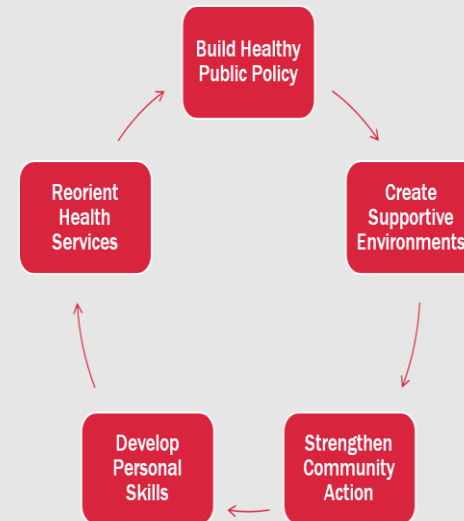 Build Healthy
Public Policy
Create
Supportive
Environments
Strengthen
Community
Action
Develop
Personal
Skills
Reorient
Health
Services